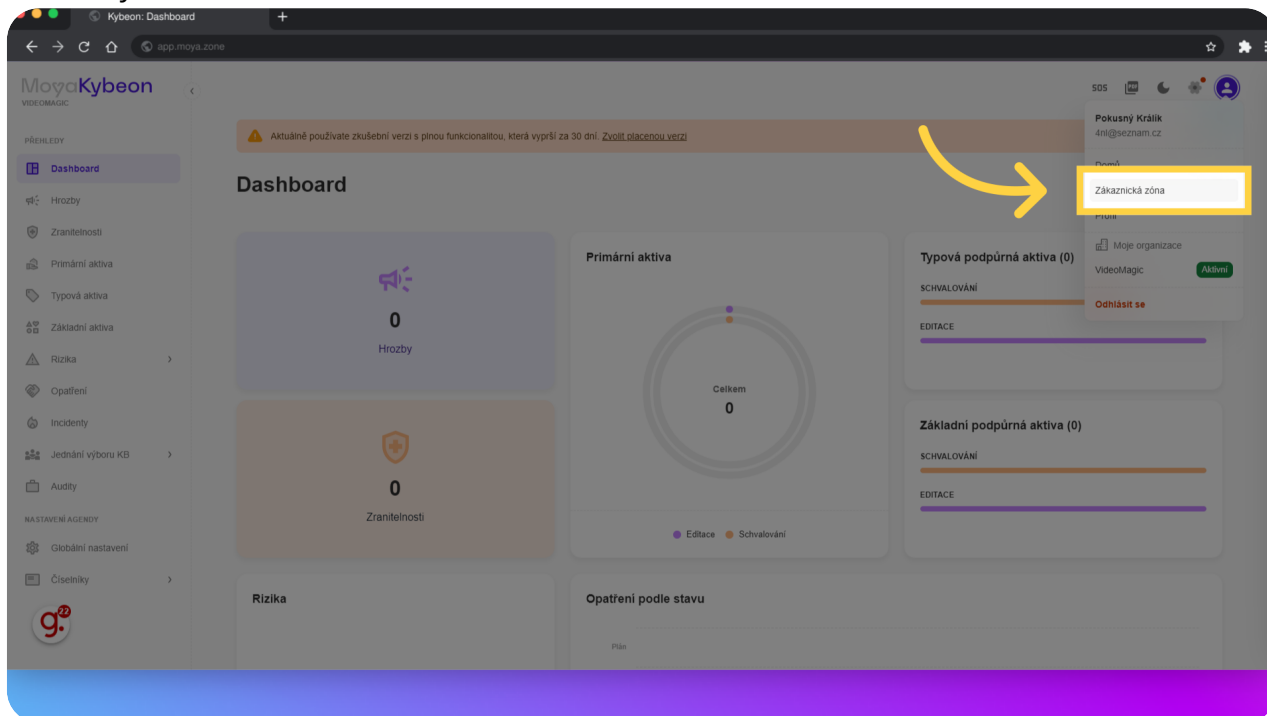 Kybeon: Dashboard
app.moya.zone
MoyaKybeon
VIDEOMAGIC
SOS
Pokusný Králik
4nl@seznam.cz
Domů
Zákaznická zóna
Profil
Moje organizace
VideoMagic
Aktivní
Odhlásit se
Aktuálně používate zkušební verzi s plnou funkcionalitou, která vyprší za 30 dní. Zvolit placenou verzi
PŘEHLEDY
Dashboard
Hrozby
Zranitelnosti
Primární aktiva
Typová aktiva
Základní aktiva
Rizika
Opatření
Incidenty
Jednání výboru KB
Audity
NASTAVENÍ AGENDY
Globální nastavení
Číselníky
g.
22
Dashboard
0
Hrozby
0
Zranitelnosti
Primární aktiva
Celkem
0
Editace
Schvalování
Typová podpůrná aktiva (0)
SCHVALOVÁNÍ
EDITACE
Základní podpůrná aktiva (0)
SCHVALOVÁNÍ
EDITACE
Rizika
Opatření podle stavu
Plán